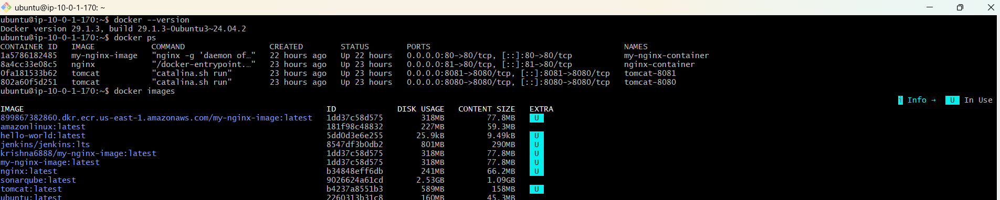 ubuntu@ip-10-0-1-170: ~
ubuntu@ip-10-0-1-170:~$ docker --version
Docker version 29.1.3, build 29.1.3-0ubuntu3~24.04.2
ubuntu@ip-10-0-1-170:~$ docker ps
CONTAINER ID   IMAGE            COMMAND                  CREATED        STATUS        PORTS                                         NAMES
1a5786182485   my-nginx-image   "nginx -g 'daemon of…"   22 hours ago   Up 22 hours   0.0.0.0:80->80/tcp, [::]:80->80/tcp           my-nginx-container
8a4cc33e08c5   nginx            "/docker-entrypoint.…"   23 hours ago   Up 23 hours   0.0.0.0:81->80/tcp, [::]:81->80/tcp           nginx-container
0fa181533b62   tomcat           "catalina.sh run"        23 hours ago   Up 23 hours   0.0.0.0:8081->8080/tcp, [::]:8081->8080/tcp   tomcat-8081
802a60f5d251   tomcat           "catalina.sh run"        23 hours ago   Up 23 hours   0.0.0.0:8080->8080/tcp, [::]:8080->8080/tcp   tomcat-8080
ubuntu@ip-10-0-1-170:~$ docker images
i Info →   U  In Use
IMAGE                                                                ID             DISK USAGE   CONTENT SIZE   EXTRA
899867382860.dkr.ecr.us-east-1.amazonaws.com/my-nginx-image:latest   1dd37c58d575        318MB         77.8MB    U
amazonlinux:latest                                                   181f98c48832        227MB         59.3MB
hello-world:latest                                                   5dd0d3e6e255       25.9kB         9.49kB    U
jenkins/jenkins:lts                                                  8547df3b0db2        801MB          290MB    U
krishna6888/my-nginx-image:latest                                    1dd37c58d575        318MB         77.8MB    U
my-nginx-image:latest                                                1dd37c58d575        318MB         77.8MB    U
nginx:latest                                                         b34848eff6db        241MB         66.2MB    U
sonarqube:latest                                                     9026624a61cd       2.53GB         1.09GB
tomcat:latest                                                        b4237a8551b3        589MB          158MB    U
ubuntu:latest                                                        2260313b31c8        160MB         45.3MB